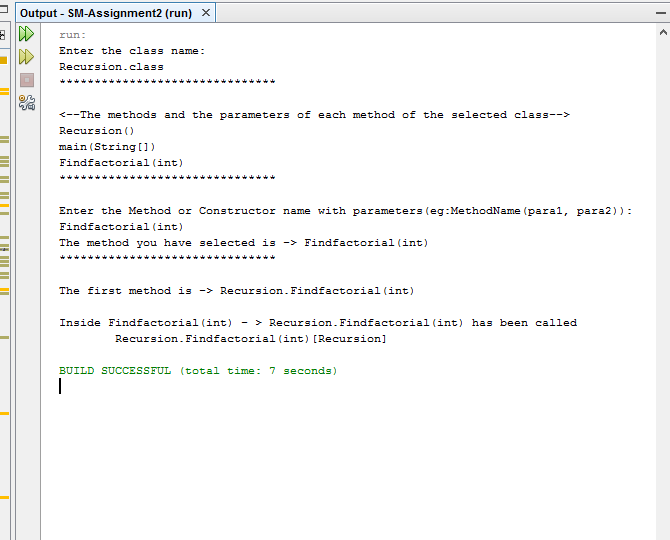 Output - SM-Assignment2 (run) ×
run:
Enter the class name:
Recursion.class
*******************************
<--The methods and the parameters of each method of the selected class-->
Recursion()
main(String[])
Findfactorial(int)
*******************************
Enter the Method or Constructor name with parameters(eg:MethodName(para1, para2)):
Findfactorial(int)
The method you have selected is -> Findfactorial(int)
*******************************
The first method is -> Recursion.Findfactorial(int)
Inside Findfactorial(int) - > Recursion.Findfactorial(int) has been called
Recursion.Findfactorial(int)[Recursion]
BUILD SUCCESSFUL (total time: 7 seconds)